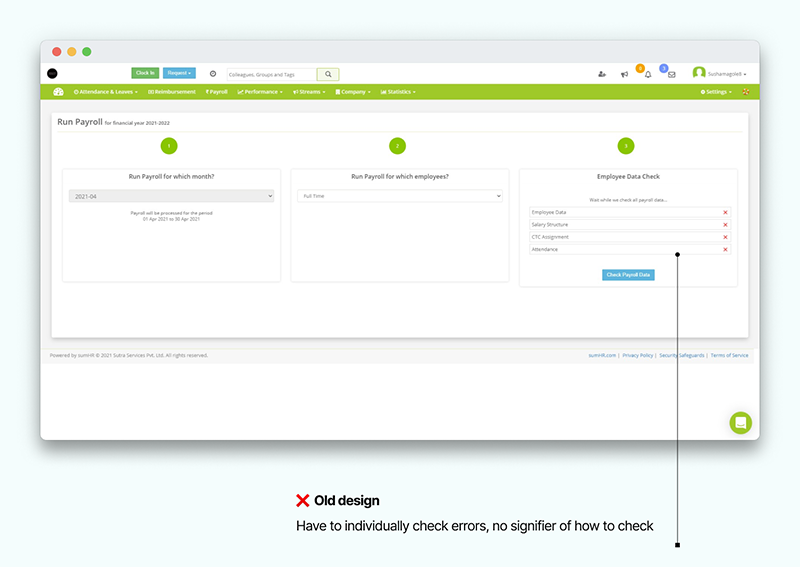 Clock In
Request
Colleagues, Groups and Tags
Sushamagole8
Attendance & Leaves
Reimbursement
₹ Payroll
Performance
Streams
Company
Statistics
Settings
Run Payroll for financial year 2021-2022
1
2
3
Run Payroll for which month?
Run Payroll for which employees?
Employee Data Check
2021-04
Full Time
Wait while we check all payroll data...
Payroll will be processed for the period
01 Apr 2021 to 30 Apr 2021
Employee Data
Salary Structure
CTC Assignment
Attendance
Check Payroll Data
Powered by sumHR © 2021 Sutra Services Pvt. Ltd. All rights reserved.
sumHR.com | Privacy Policy | Security Safeguards | Terms of Service
Old design
Have to individually check errors, no signifier of how to check